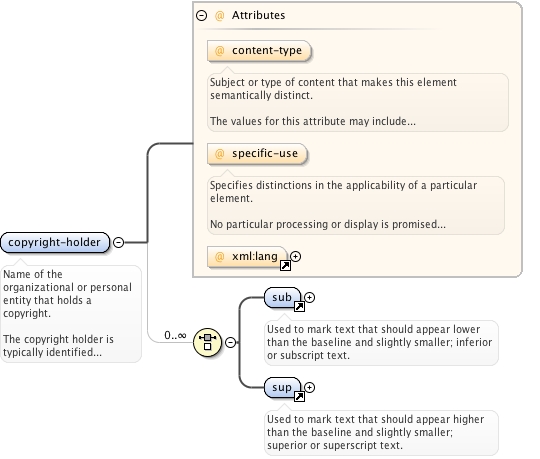 @ Attributes
@ content-type
Subject or type of content that makes this element
semantically distinct.
The values for this attribute may include...
@ specific-use
Specifies distinctions in the applicability of a particular
element.
No particular processing or display is promised...
@ xml:lang
copyright-holder
Name of the
organizational or personal
entity that holds a
copyright.
The copyright holder is
typically identified...
0..∞
sub
Used to mark text that should appear lower
than the baseline and slightly smaller; inferior
or subscript text.
sup
Used to mark text that should appear higher
than the baseline and slightly smaller;
superior or superscript text.